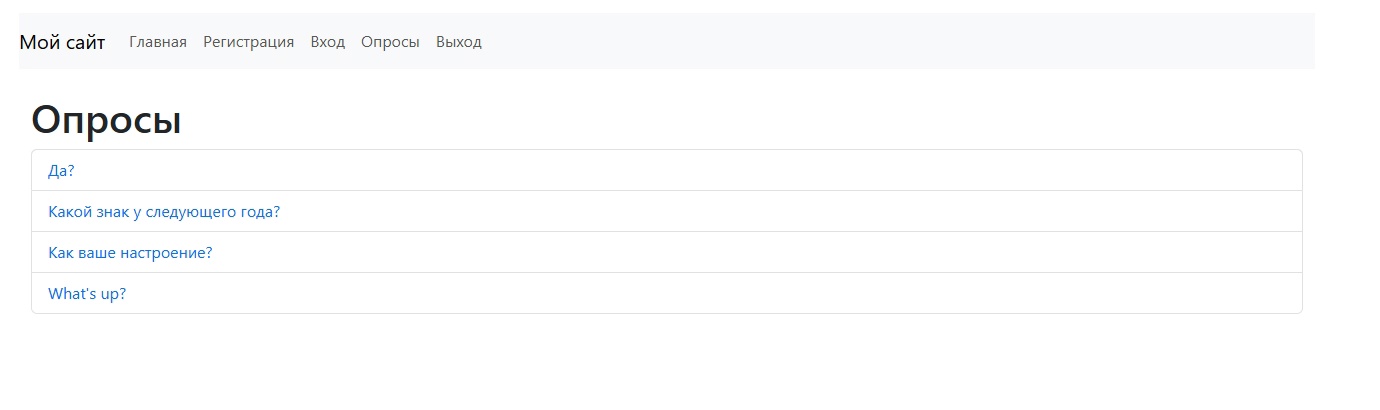 Мой сайт Главная Регистрация Вход Опросы Выход
Опросы
Да?
Какой знак у следующего года?
Как ваше настроение?
What's up?